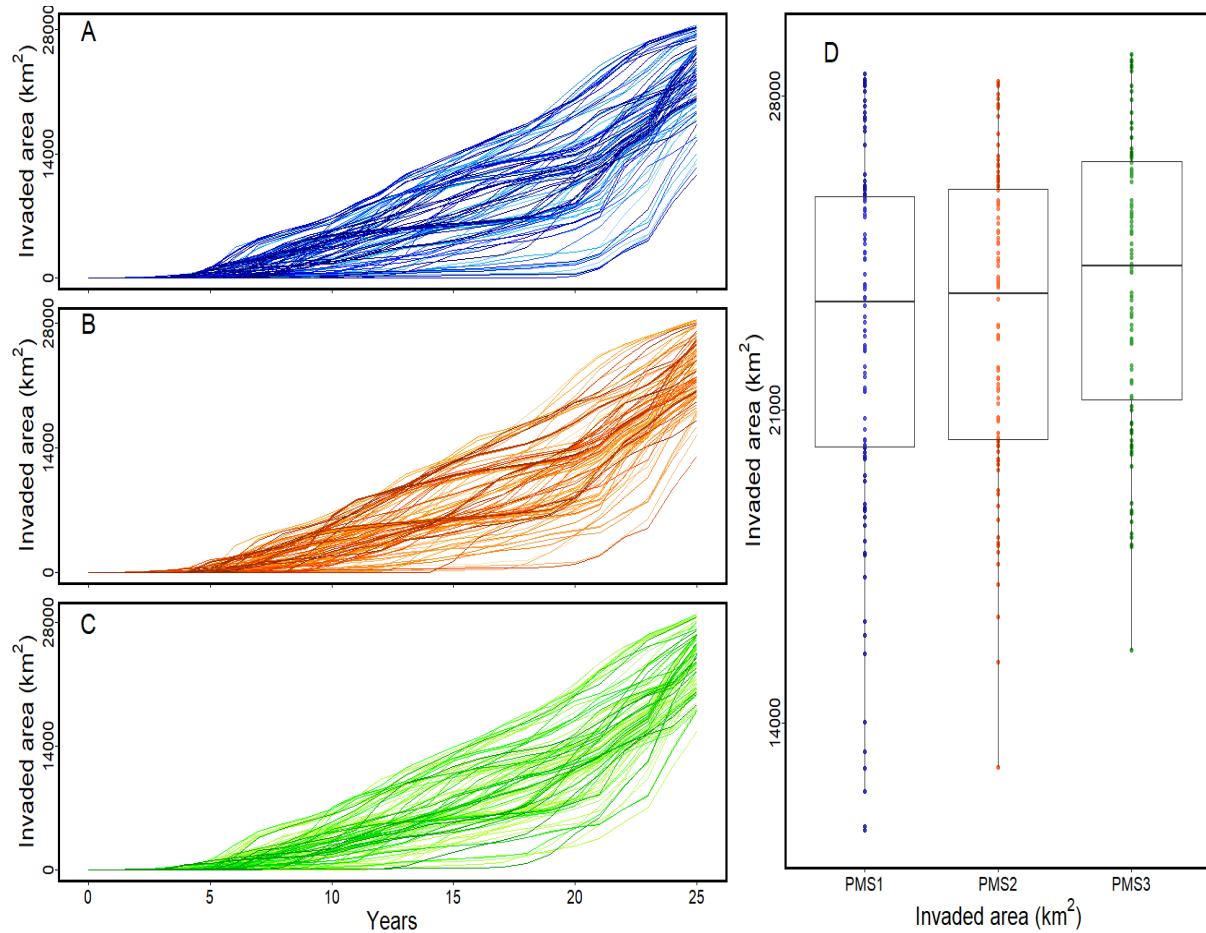 A
Invaded area (km²)
28000
14000
0
B
Invaded area (km²)
28000
14000
0
C
Invaded area (km²)
28000
14000
0
0 5 10 15 20 25
Years
D
Invaded area (km²)
28000
21000
14000
PMS1 PMS2 PMS3
Invaded area (km²)